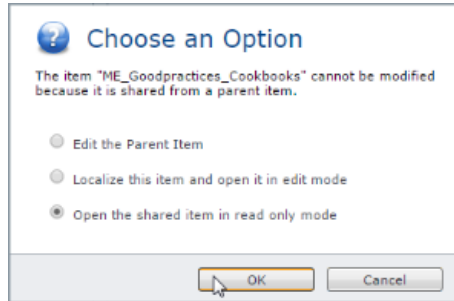 Choose an Option
The item "ME_Goodpractices_Cookbooks" cannot be modified
because it is shared from a parent item.
Edit the Parent Item
Localize this item and open it in edit mode
Open the shared item in read only mode
OK Cancel